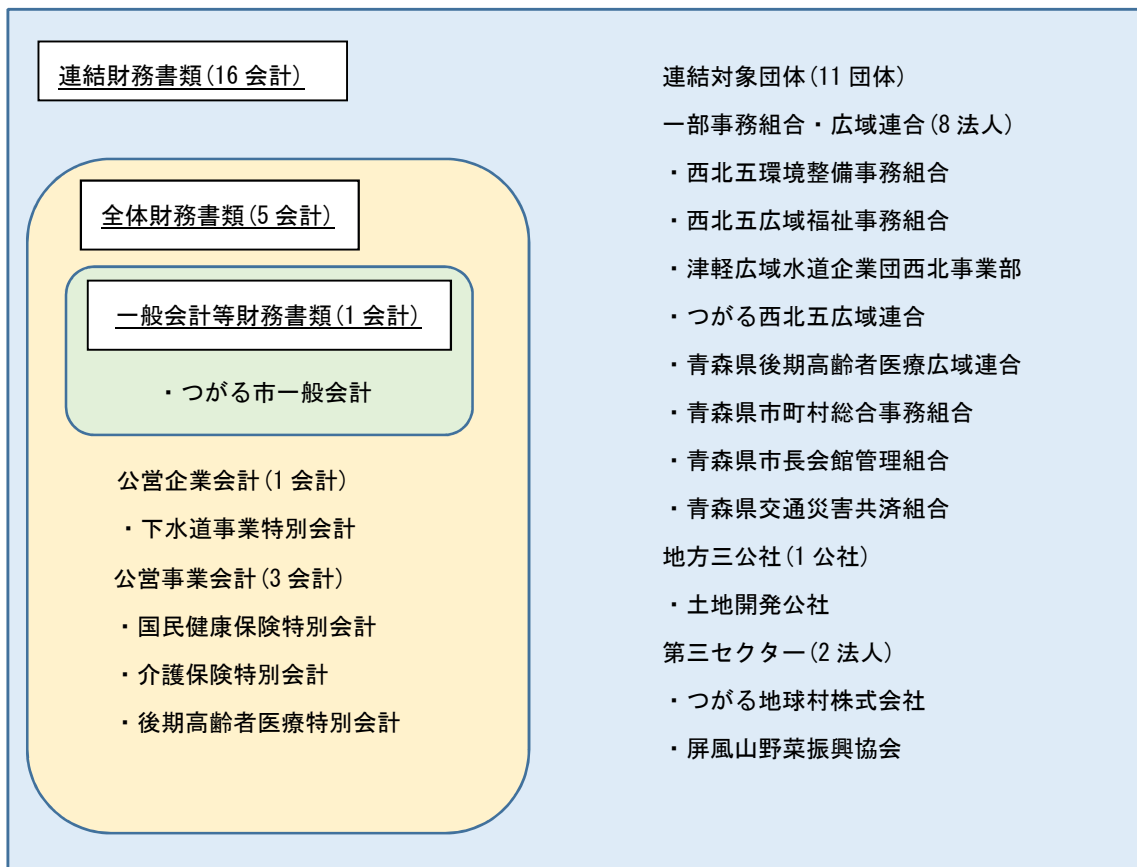 連結財務書類(16 会計)
全体財務書類(5 会計)
一般会計等財務書類(1 会計)
・つがる市一般会計
公営企業会計(1 会計)
・下水道事業特別会計
公営事業会計(3 会計)
・国民健康保険特別会計
・介護保険特別会計
・後期高齢者医療特別会計
連結対象団体(11 団体)
一部事務組合・広域連合(8 法人)
・西北五環境整備事務組合
・西北五広域福祉事務組合
・津軽広域水道企業団西北事業部
・つがる西北五広域連合
・青森県後期高齢者医療広域連合
・青森県市町村総合事務組合
・青森県市長会館管理組合
・青森県交通災害共済組合
地方三公社(1 公社)
・土地開発公社
第三セクター(2 法人)
・つがる地球村株式会社
・屏風山野菜振興協会